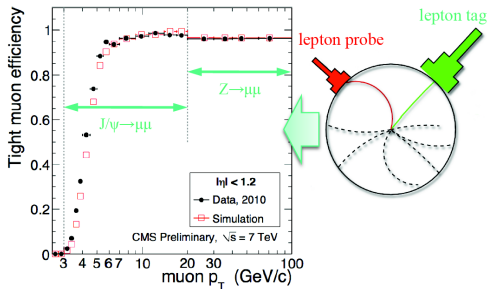 lepton tag
lepton probe
Tight muon efficiency
1
0.8
0.6
0.4
0.2
0
Z→μμ
J/ψ→μμ
|η| < 1.2
Data, 2010
Simulation
CMS Preliminary, √s = 7 TeV
3 4 5 6 7 10 20 30 100
muon pT (GeV/c)